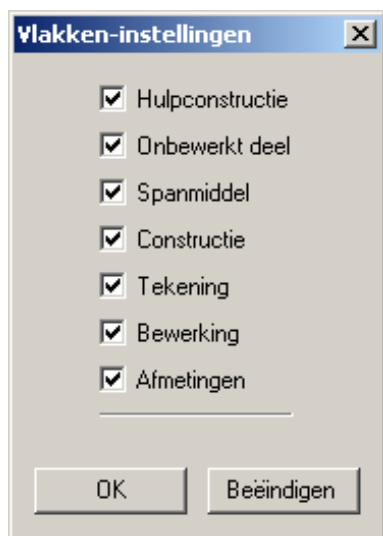 Vlakken-instellingen
Hulpconstructie
Onbewerkt deel
Spanmiddel
Constructie
Tekening
Bewerking
Afmetingen
OK
Beëindigen